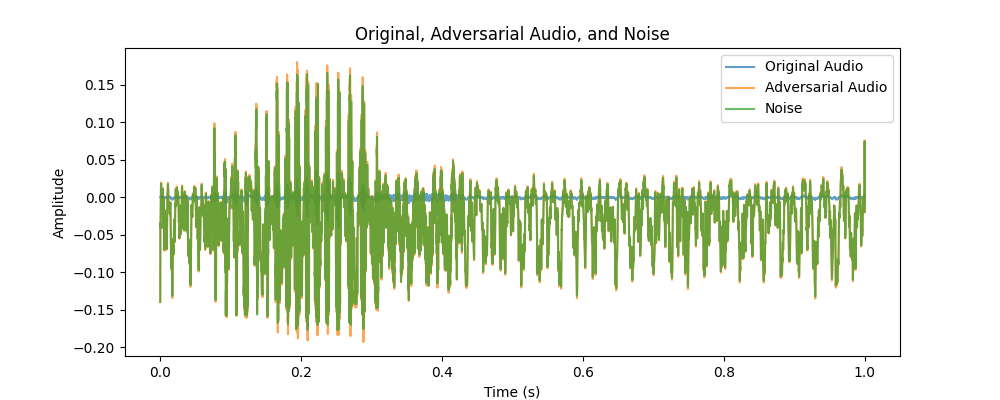 Original, Adversarial Audio, and Noise
Original Audio
Adversarial Audio
Noise
Amplitude
0.15
0.10
0.05
0.00
−0.05
−0.10
−0.15
−0.20
0.0 0.2 0.4 0.6 0.8 1.0
Time (s)